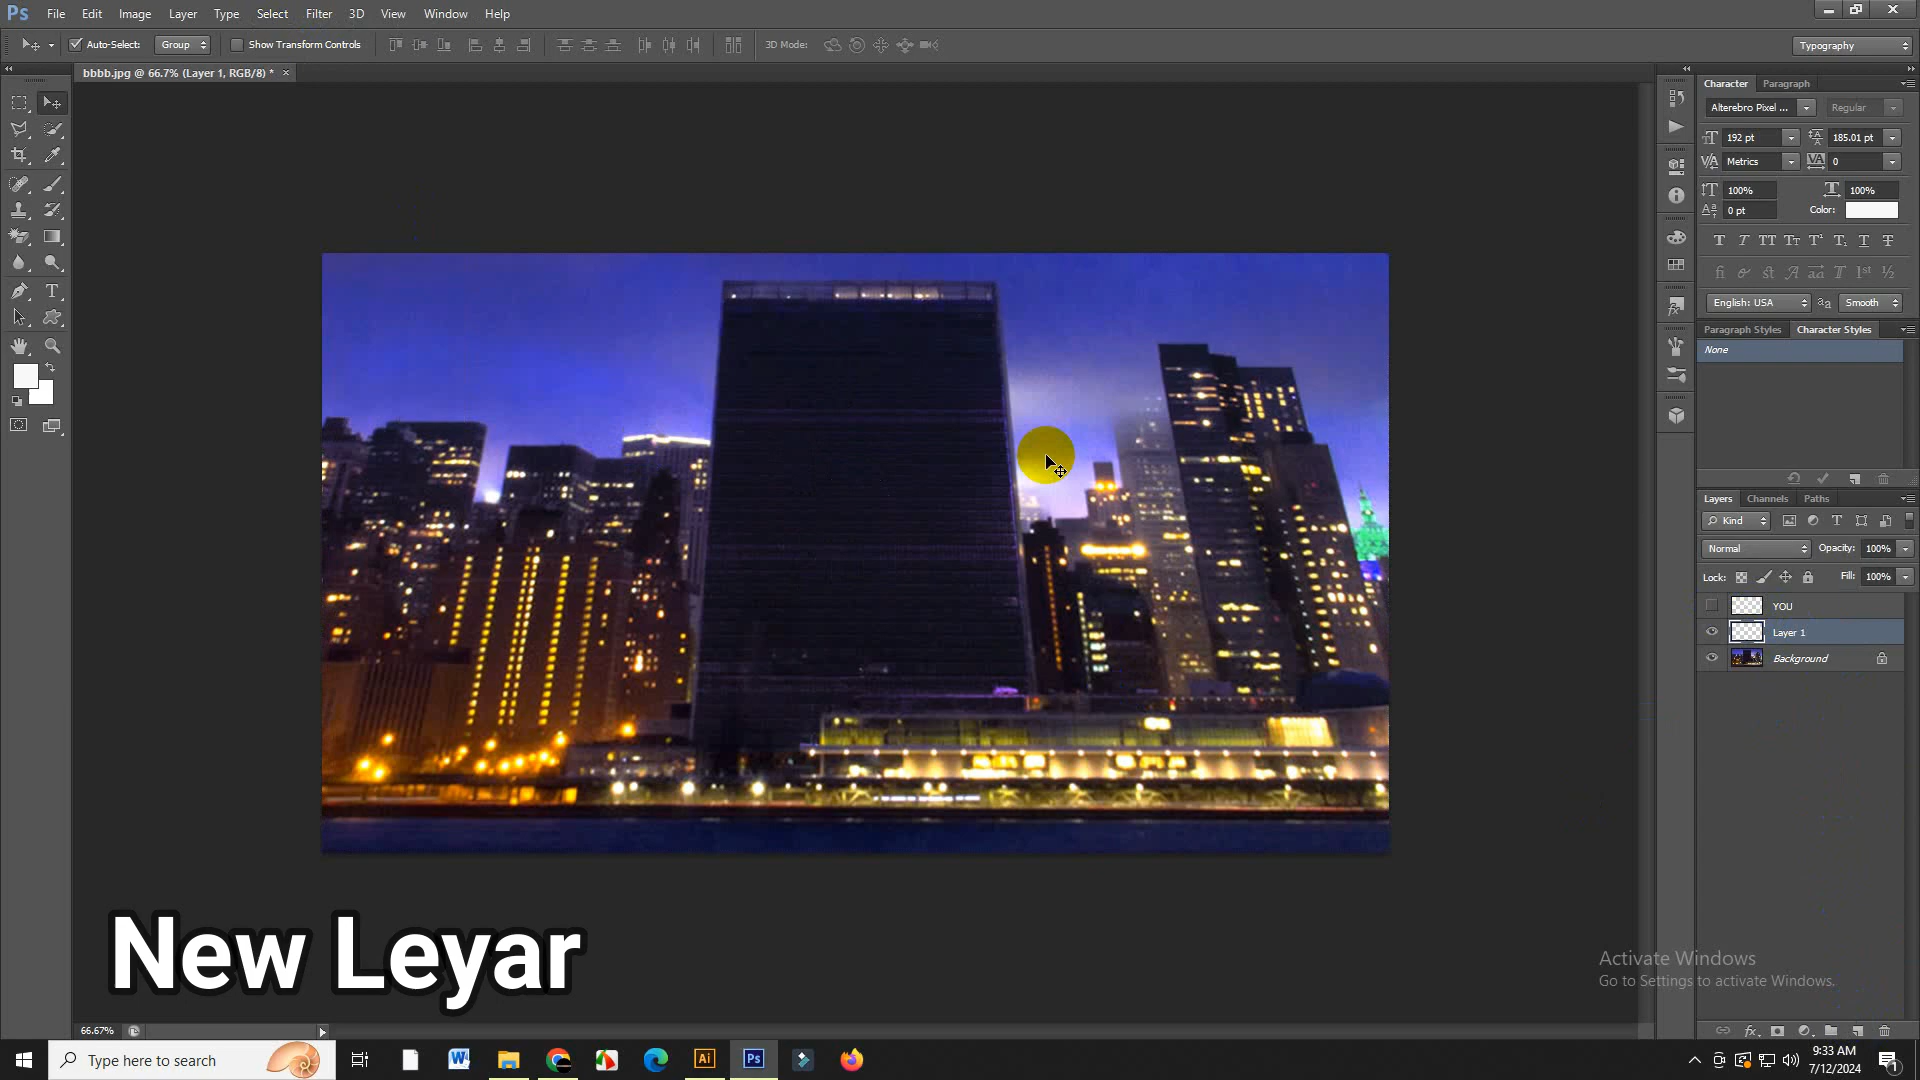 Ps File Edit Image Layer Type Select Filter 3D View Window Help
Auto-Select: Group Show Transform Controls 3D Mode: Typography
bbbb.jpg @ 66.7% (Layer 1, RGB/8) * ×
Character Paragraph
Alterebro Pixel ... Regular
192 pt 185.01 pt
Metrics 0
100% 100%
0 pt Color:
English: USA Smooth
Paragraph Styles Character Styles
None
Layers Channels Paths
Kind
Normal Opacity: 100%
Lock: Fill: 100%
YOU
Layer 1
Background
New Leyar
Activate Windows
Go to Settings to activate Windows.
66.67%
Type here to search
9:33 AM
7/12/2024